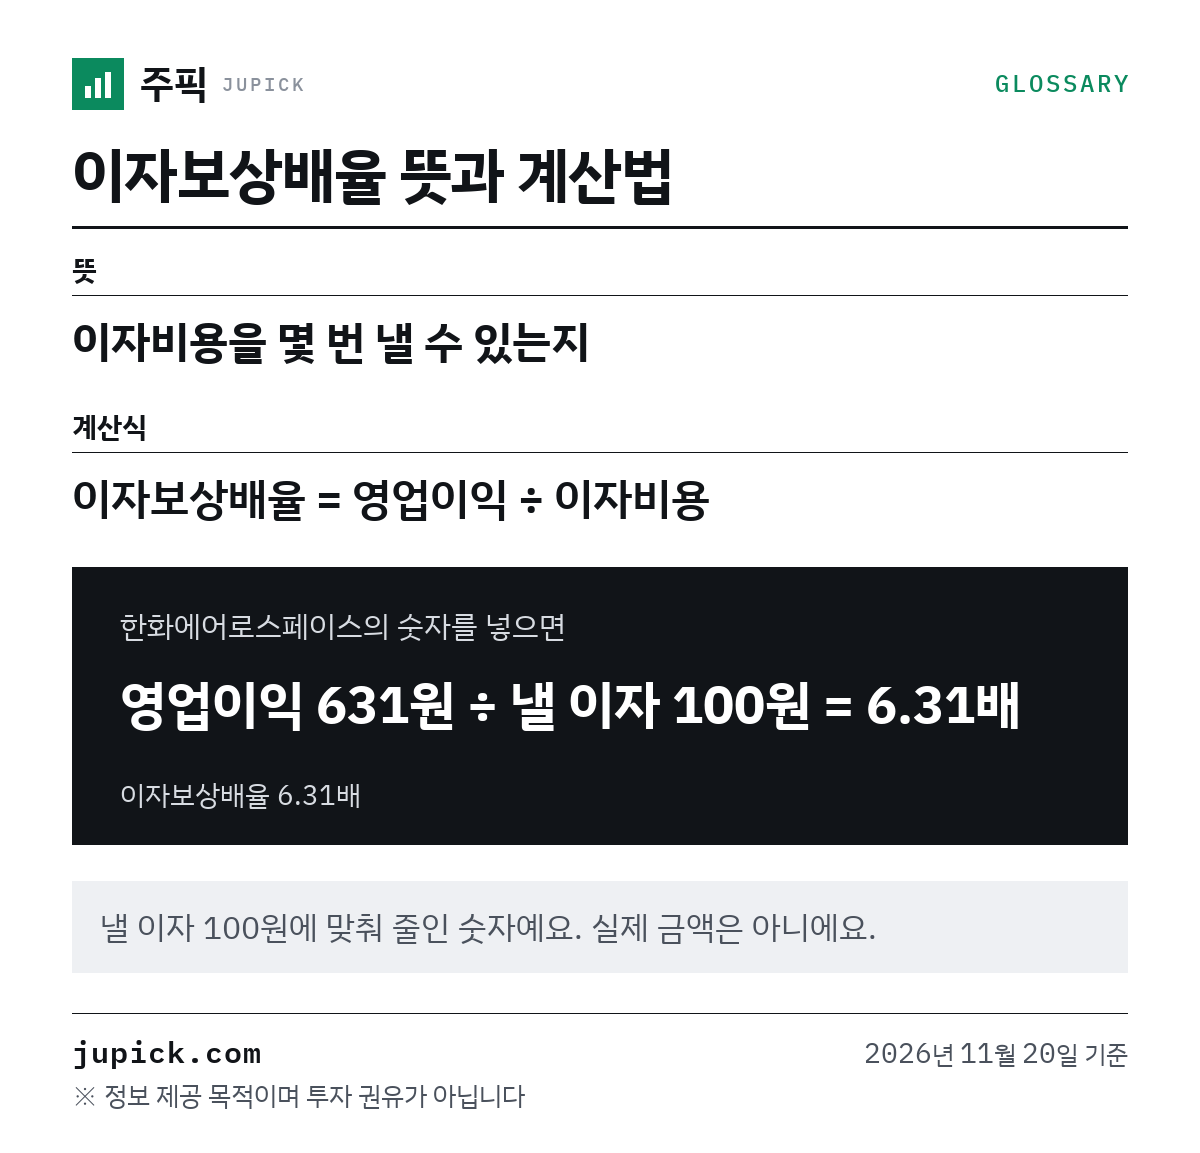 주픽 JUPICK
GLOSSARY
이자보상배율 뜻과 계산법
뜻
이자비용을 몇 번 낼 수 있는지
계산식
이자보상배율 = 영업이익 ÷ 이자비용
한화에어로스페이스의 숫자를 넣으면
영업이익 631원 ÷ 낼 이자 100원 = 6.31배
이자보상배율 6.31배
낼 이자 100원에 맞춰 줄인 숫자예요. 실제 금액은 아니에요.
jupick.com
2026년 11월 20일 기준
※ 정보 제공 목적이며 투자 권유가 아닙니다